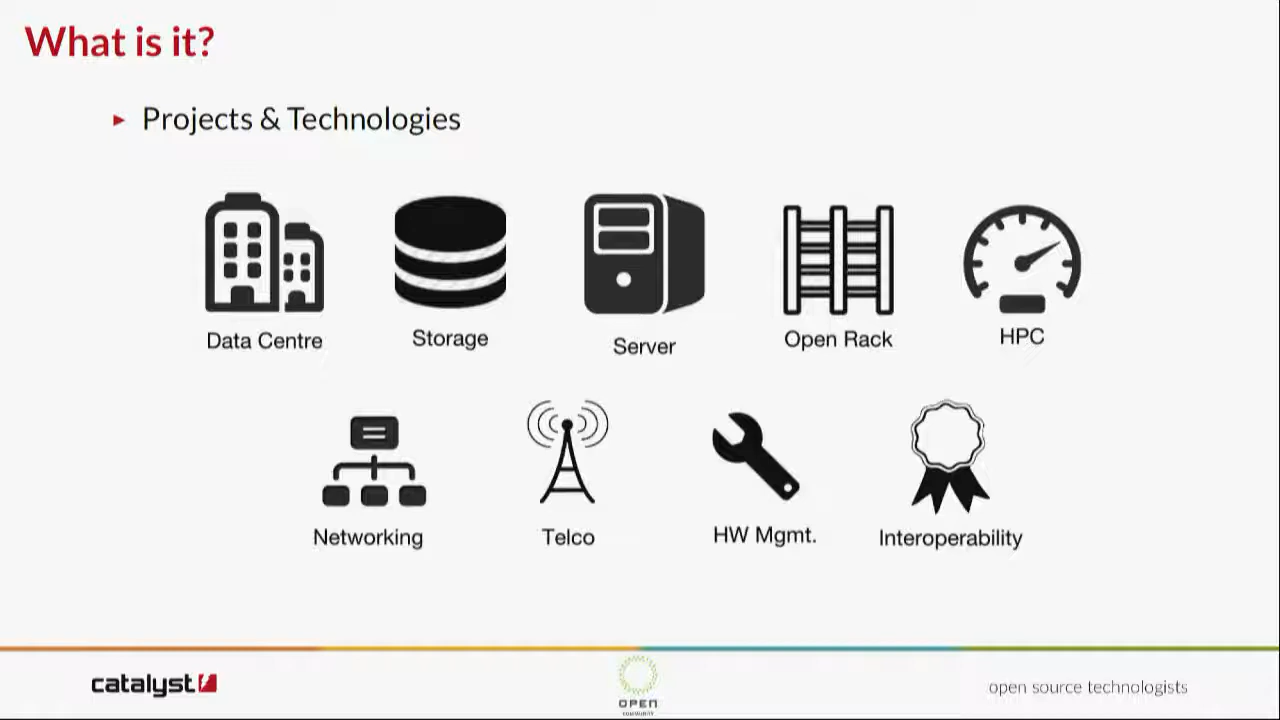 What is it?
Projects & Technologies
Data Centre
Storage
Server
Open Rack
HPC
Networking
Telco
HW Mgmt.
Interoperability
catalyst
OPEN
COMMUNITY
open source technologists